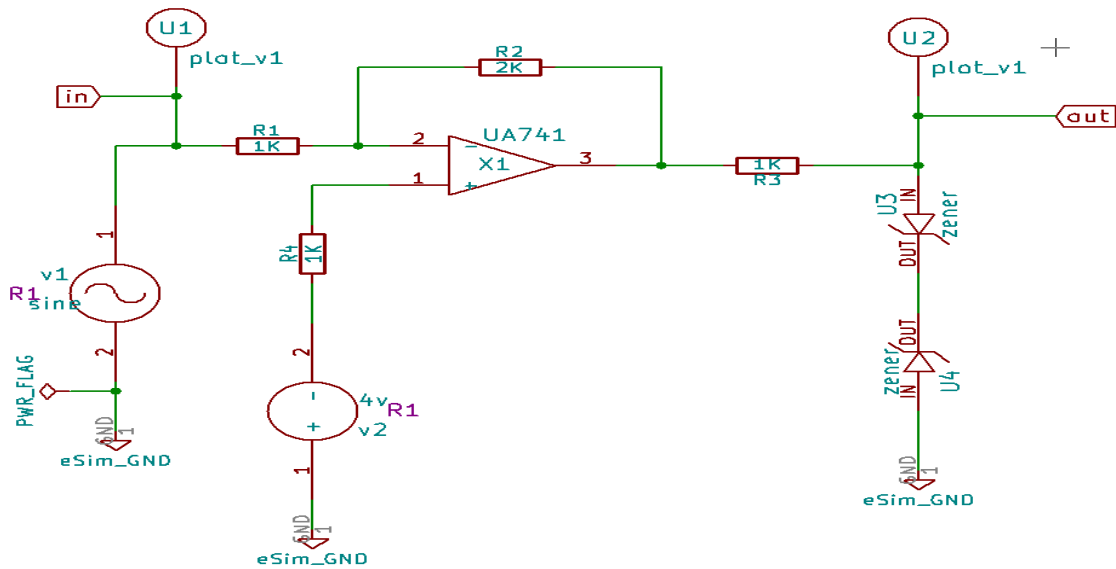 U1
plot_v1
in
R1
1K
R2
2K
UA741
2
-
X1
3
1
+
1K
R3
U2
plot_v1
out
U3
IN
zener
OUT
OUT
zener
IN
U4
GND
1
eSim_GND
R4
1K
1
v1
R1
sine
2
PWR_FLAG
GND
1
eSim_GND
2
-
4v
R1
+
v2
1
GND
1
eSim_GND